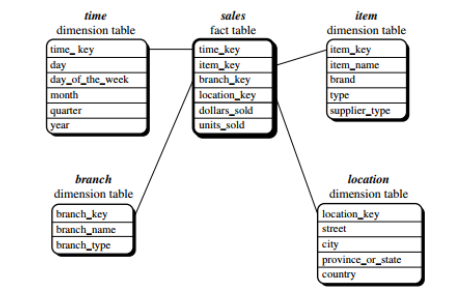 time
dimension table
time_ key
day
day_of_the_week
month
quarter
year
sales
fact table
time_key
item_key
branch_key
location_key
dollars_sold
units_sold
item
dimension table
item_key
item_name
brand
type
supplier_type
branch
dimension table
branch_key
branch_name
branch_type
location
dimension table
location_key
street
city
province_or_state
country